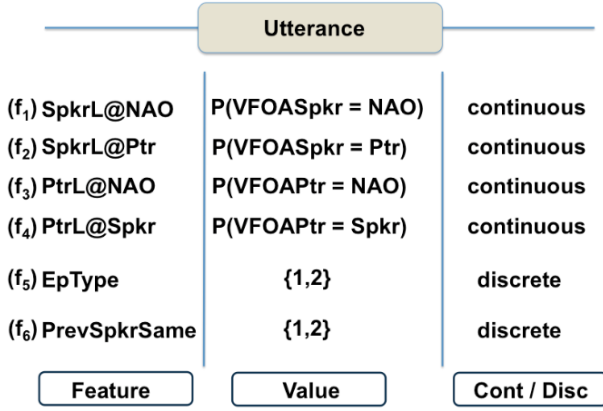 Utterance
(f1) SpkrL@NAO P(VFOASpkr = NAO) continuous
(f2) SpkrL@Ptr P(VFOASpkr = Ptr) continuous
(f3) PtrL@NAO P(VFOAPtr = NAO) continuous
(f4) PtrL@Spkr P(VFOAPtr = Spkr) continuous
(f5) EpType {1,2} discrete
(f6) PrevSpkrSame {1,2} discrete
Feature Value Cont / Disc